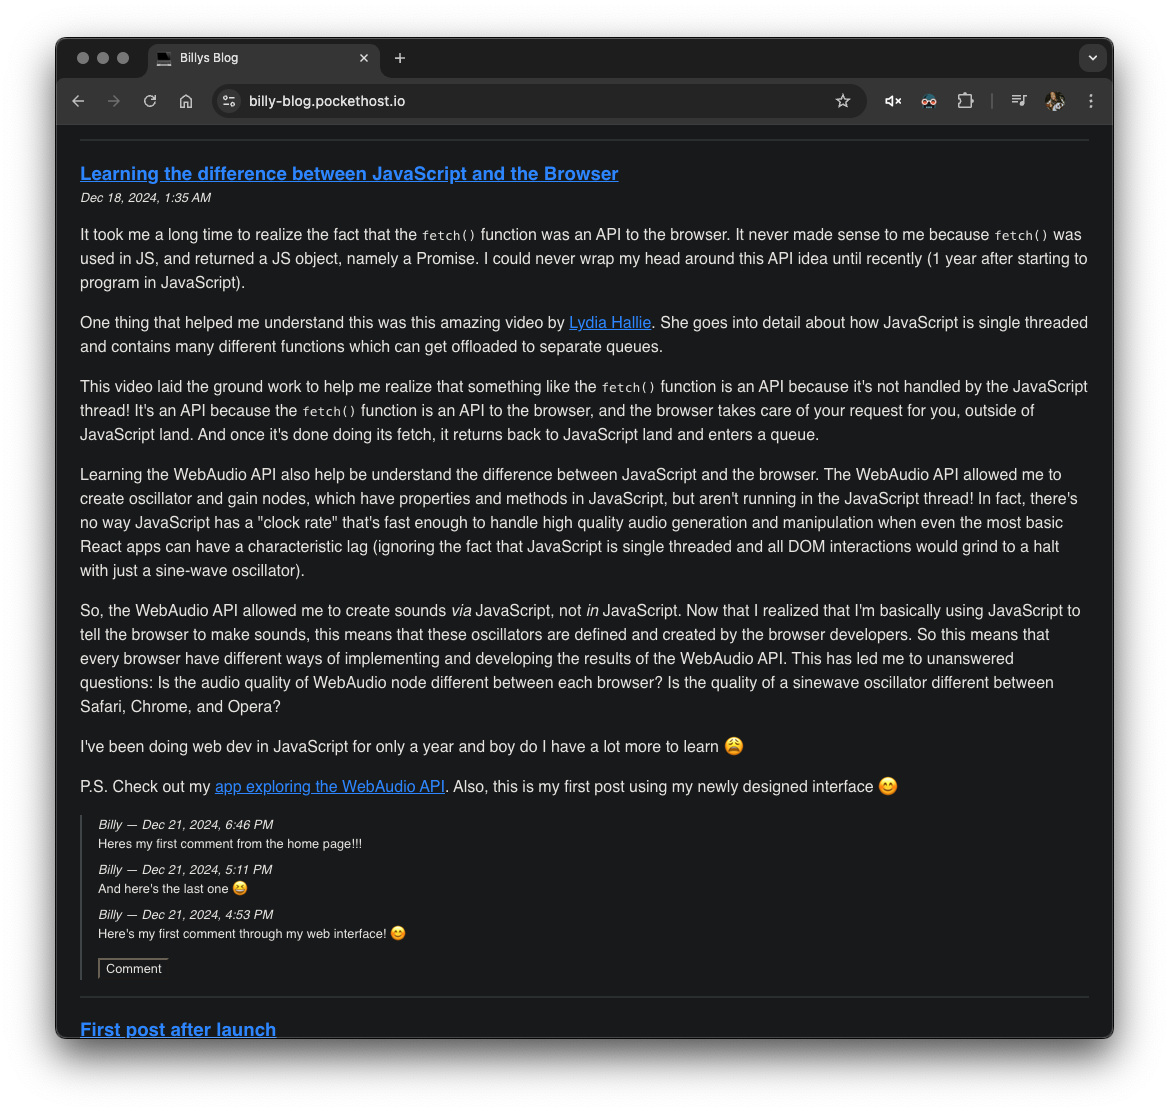 Billys Blog
billy-blog.pockethost.io
Learning the difference between JavaScript and the Browser
Dec 18, 2024, 1:35 AM
It took me a long time to realize the fact that the fetch() function was an API to the browser. It never made sense to me because fetch() was
used in JS, and returned a JS object, namely a Promise. I could never wrap my head around this API idea until recently (1 year after starting to
program in JavaScript).
One thing that helped me understand this was this amazing video by Lydia Hallie. She goes into detail about how JavaScript is single threaded
and contains many different functions which can get offloaded to separate queues.
This video laid the ground work to help me realize that something like the fetch() function is an API because it's not handled by the JavaScript
thread! It's an API because the fetch() function is an API to the browser, and the browser takes care of your request for you, outside of
JavaScript land. And once it's done doing its fetch, it returns back to JavaScript land and enters a queue.
Learning the WebAudio API also help be understand the difference between JavaScript and the browser. The WebAudio API allowed me to
create oscillator and gain nodes, which have properties and methods in JavaScript, but aren't running in the JavaScript thread! In fact, there's
no way JavaScript has a "clock rate" that's fast enough to handle high quality audio generation and manipulation when even the most basic
React apps can have a characteristic lag (ignoring the fact that JavaScript is single threaded and all DOM interactions would grind to a halt
with just a sine-wave oscillator).
So, the WebAudio API allowed me to create sounds via JavaScript, not in JavaScript. Now that I realized that I'm basically using JavaScript to
tell the browser to make sounds, this means that these oscillators are defined and created by the browser developers. So this means that
every browser have different ways of implementing and developing the results of the WebAudio API. This has led me to unanswered
questions: Is the audio quality of WebAudio node different between each browser? Is the quality of a sinewave oscillator different between
Safari, Chrome, and Opera?
I've been doing web dev in JavaScript for only a year and boy do I have a lot more to learn 😩
P.S. Check out my app exploring the WebAudio API. Also, this is my first post using my newly designed interface 😊
Billy — Dec 21, 2024, 6:46 PM
Heres my first comment from the home page!!!
Billy — Dec 21, 2024, 5:11 PM
And here's the last one 😆
Billy — Dec 21, 2024, 4:53 PM
Here's my first comment through my web interface! 😊
Comment
First post after launch